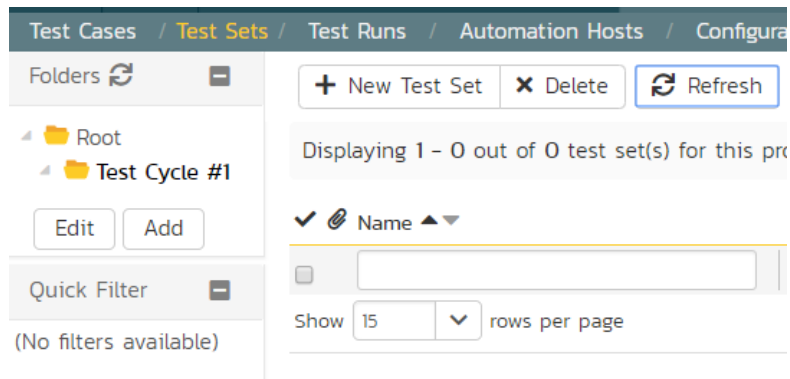 Test Cases / Test Sets / Test Runs / Automation Hosts / Configura
Folders
New Test Set Delete Refresh
Root
Test Cycle #1
Displaying 1 - 0 out of 0 test set(s) for this pro
Edit Add
Name
Quick Filter
Show 15 rows per page
(No filters available)